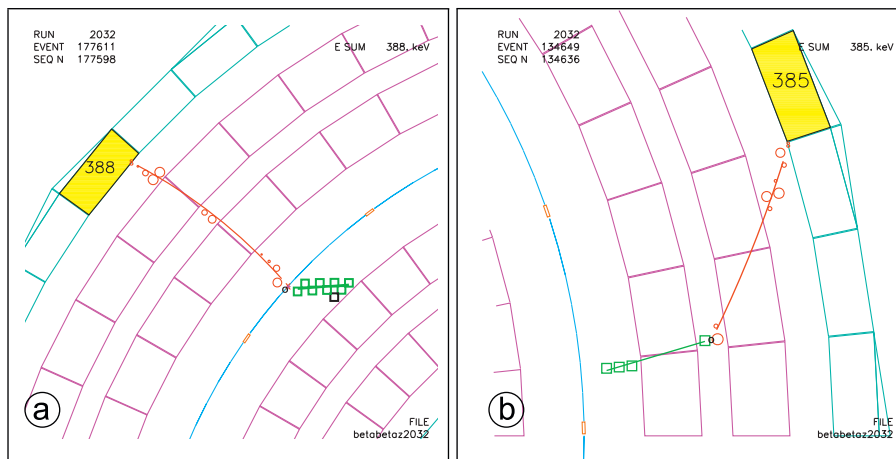 RUN 2032
EVENT 177611
SEQ N 177598
E SUM 388. keV
388
a
FILE
betabetaz2032
RUN 2032
EVENT 134649
SEQ N 134636
E SUM 385. keV
385
b
FILE
betabetaz2032